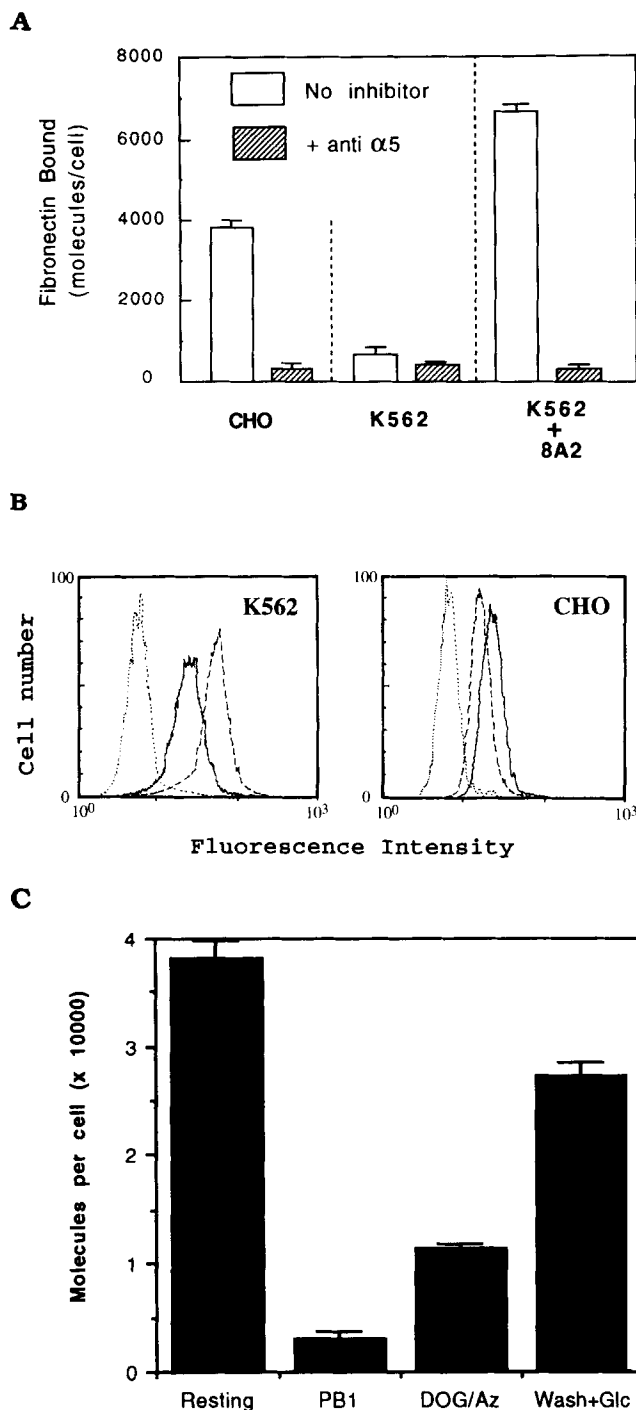 A
8000
6000
4000
2000
0
Fibronectin Bound
(molecules/cell)
No inhibitor
+ anti α5
CHO
K562
K562
+
8A2
B
100
K562
0
10⁰
10³
100
CHO
0
10⁰
10³
Cell number
Fluorescence Intensity
C
4
3
2
1
0
Molecules per cell (x 10000)
Resting
PB1
DOG/Az
Wash+Glc